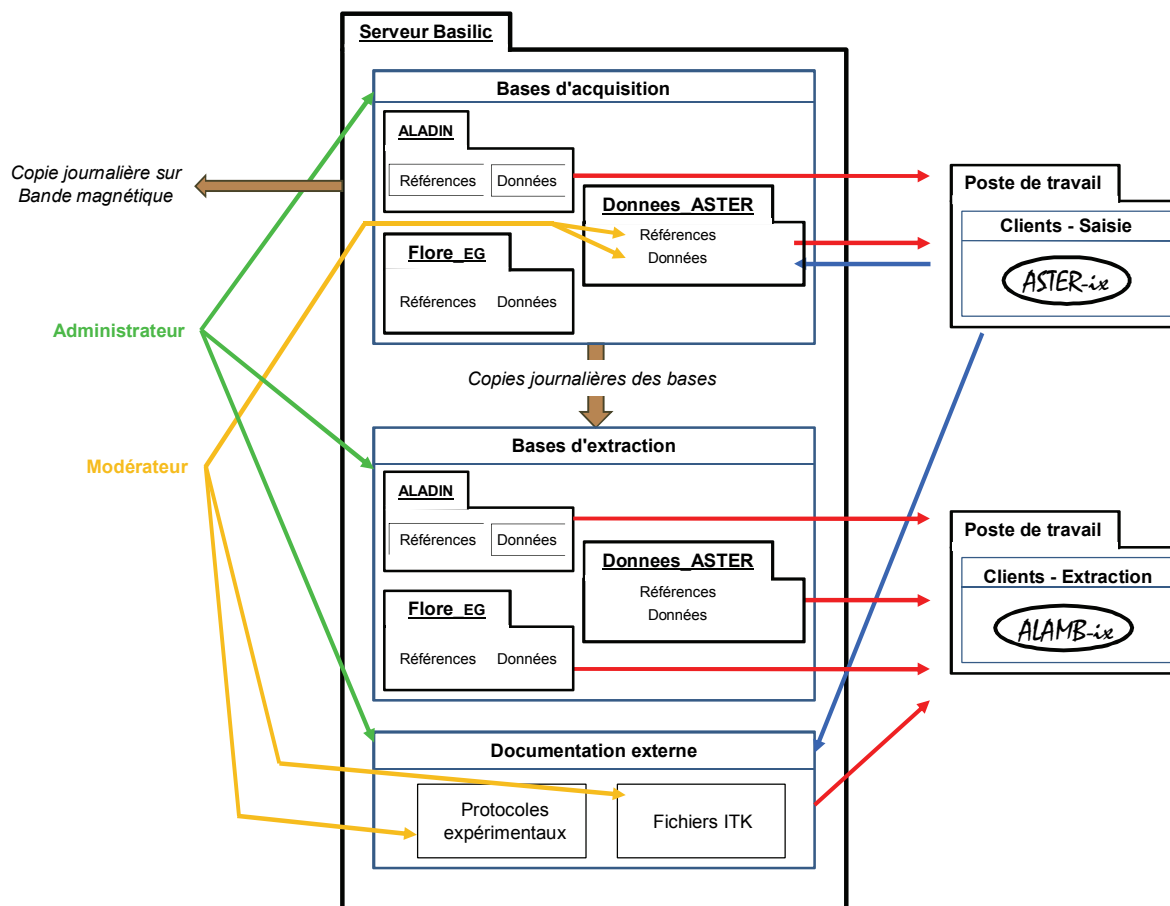 Serveur Basilic
Bases d'acquisition
ALADIN
Références Données
Donnees_ASTER
Références
Données
Flore_EG
Références Données
Copie journalière sur
Bande magnétique
Administrateur
Modérateur
Poste de travail
Clients - Saisie
ASTER-ix
Copies journalières des bases
Bases d'extraction
ALADIN
Références Données
Donnees_ASTER
Références
Données
Flore_EG
Références Données
Poste de travail
Clients - Extraction
ALAMB-ix
Documentation externe
Protocoles
expérimentaux
Fichiers ITK